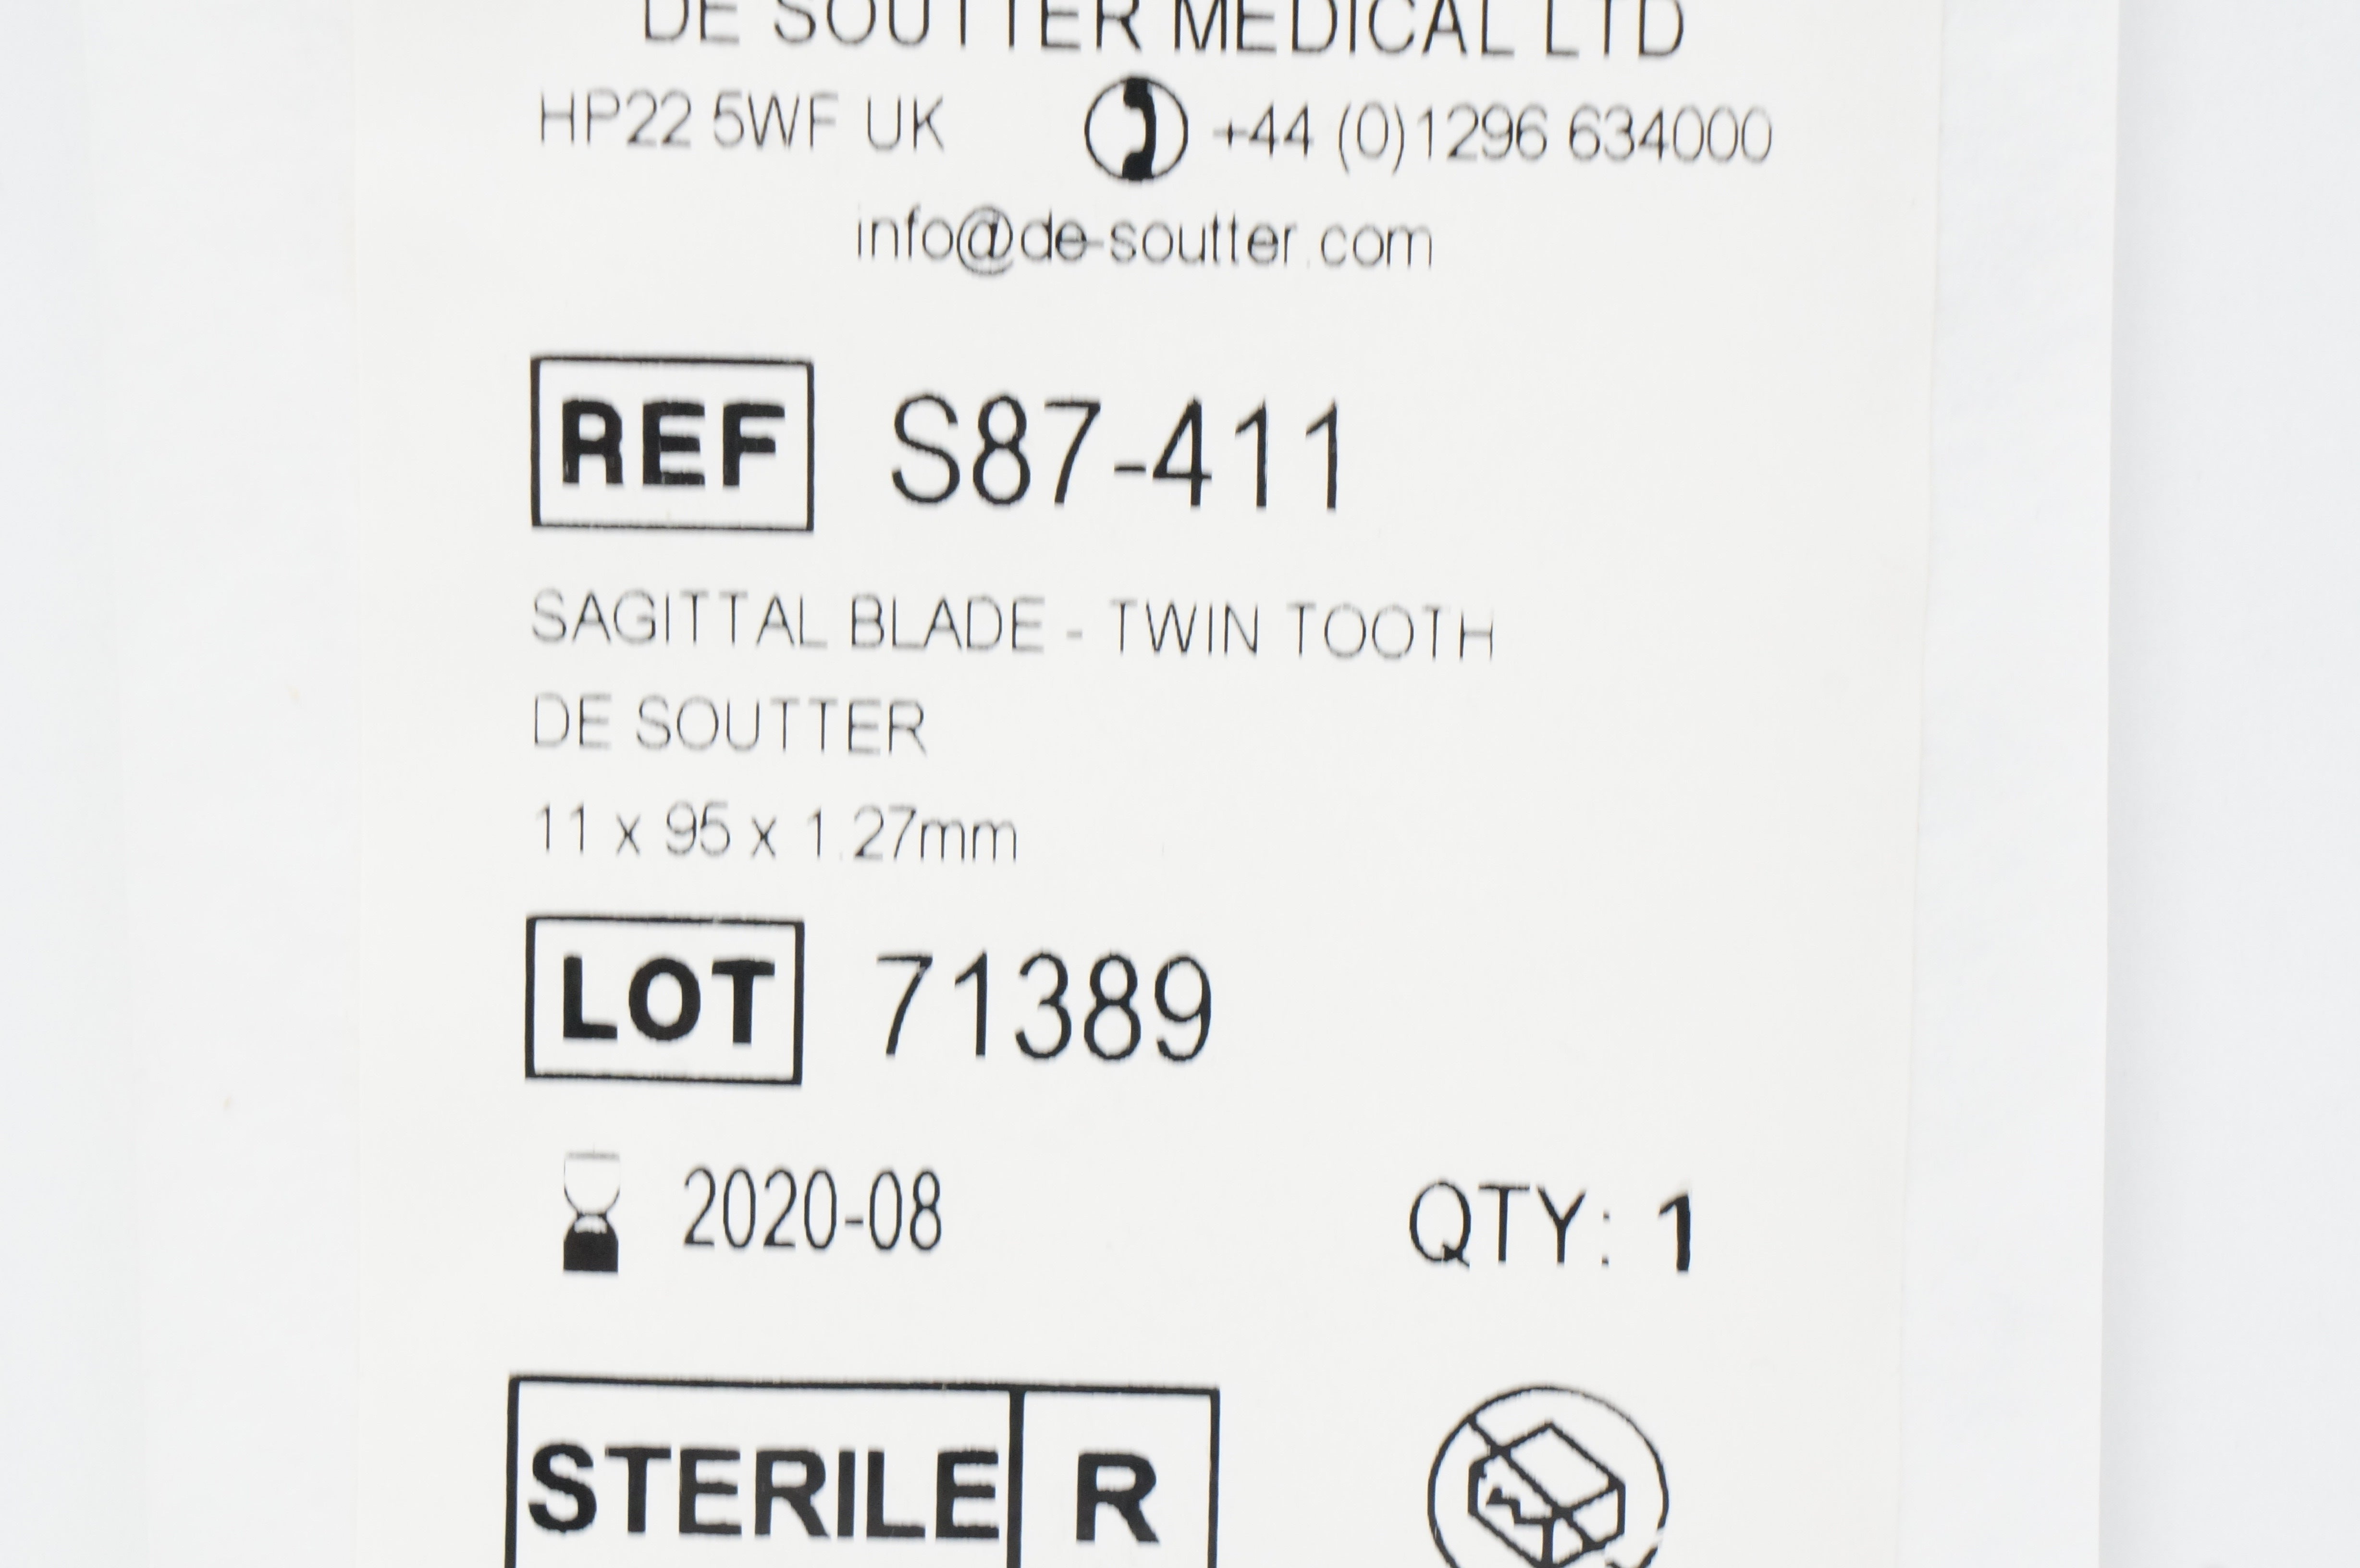 DE SOUTTER MEDICAL LTD
HP22 5WF UK +44 (0)1296 634000
info@de-soutter.com
REF S87-411
SAGITTAL BLADE - TWIN TOOTH
DE SOUTTER
11 x 95 x 1.27mm
LOT 71389
2020-08 QTY: 1
STERILE R